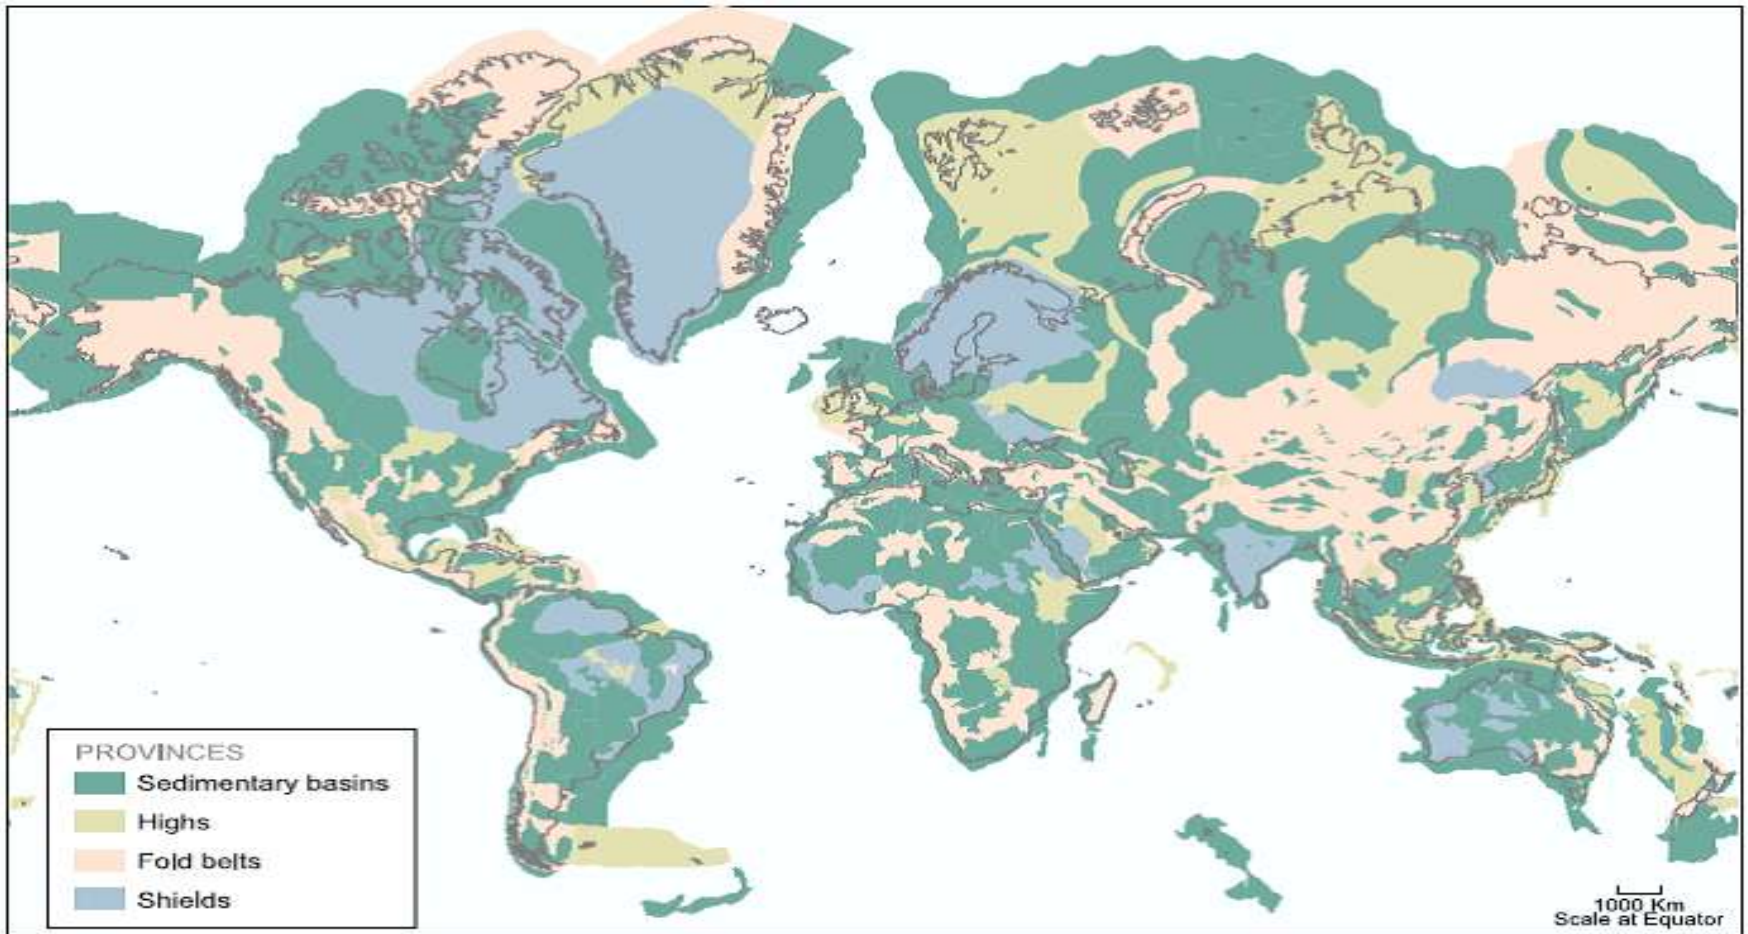 PROVINCES
Sedimentary basins
Highs
Fold belts
Shields
1000 Km
Scale at Equator